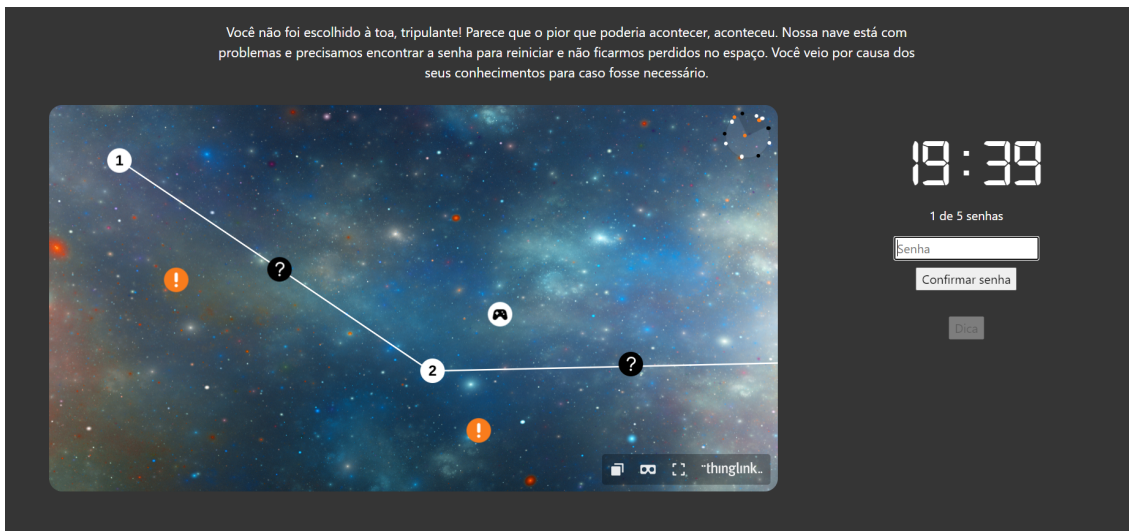 Você não foi escolhido à toa, tripulante! Parece que o pior que poderia acontecer, aconteceu. Nossa nave está com
problemas e precisamos encontrar a senha para reiniciar e não ficarmos perdidos no espaço. Você veio por causa dos
seus conhecimentos para caso fosse necessário.
1
19:39
1 de 5 senhas
Senha
?
!
Confirmar senha
Dica
2
?
!
¨thinglink..